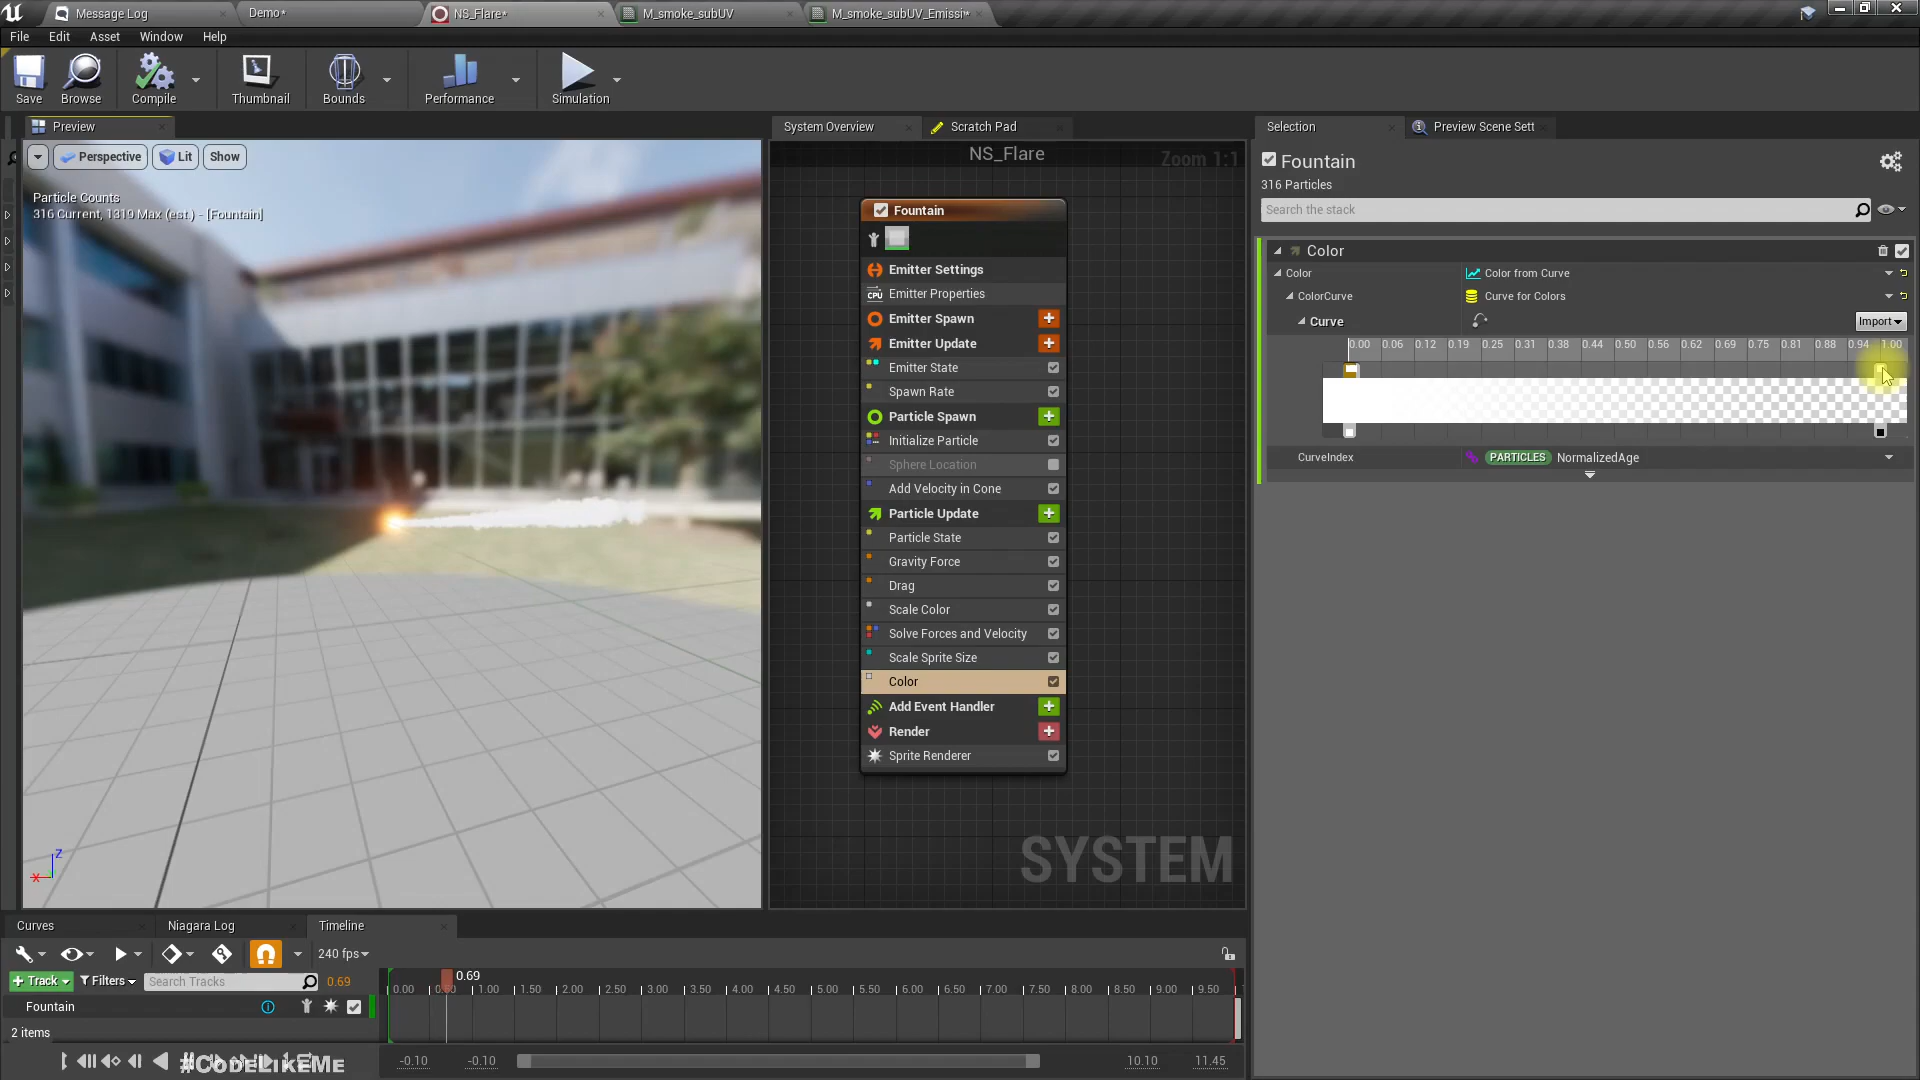 Message Log
Demo*
NS_Flare*
M_smoke_subUV
M_smoke_subUV_Emissi*
File Edit Asset Window Help
Save
Browse
Compile
Thumbnail
Bounds
Performance
Simulation
Preview
Perspective
Lit
Show
Particle Counts
316 Current, 1319 Max (est.) - [Fountain]
Z
X
System Overview
Scratch Pad
NS_Flare
Zoom 1:1
Fountain
Emitter Settings
CPU Emitter Properties
Emitter Spawn
Emitter Update
Emitter State
Spawn Rate
Particle Spawn
Initialize Particle
Sphere Location
Add Velocity in Cone
Particle Update
Particle State
Gravity Force
Drag
Scale Color
Solve Forces and Velocity
Scale Sprite Size
Color
Add Event Handler
Render
Sprite Renderer
SYSTEM
Selection
Preview Scene Sett
Fountain
316 Particles
Search the stack
Color
Color Color from Curve
ColorCurve Curve for Colors
Curve Import
0.00 0.06 0.12 0.19 0.25 0.31 0.38 0.44 0.50 0.56 0.62 0.69 0.75 0.81 0.88 0.94 1.00
CurveIndex PARTICLES NormalizedAge
Curves
Niagara Log
Timeline
240 fps
+ Track Filters Search Tracks 0.69
0.69
0.00 1.00 1.50 2.00 2.50 3.00 3.50 4.00 4.50 5.00 5.50 6.00 6.50 7.00 7.50 8.00 8.50 9.00 9.50
Fountain
2 items
#CodeLikeMe
-0.10 -0.10 10.10 11.45